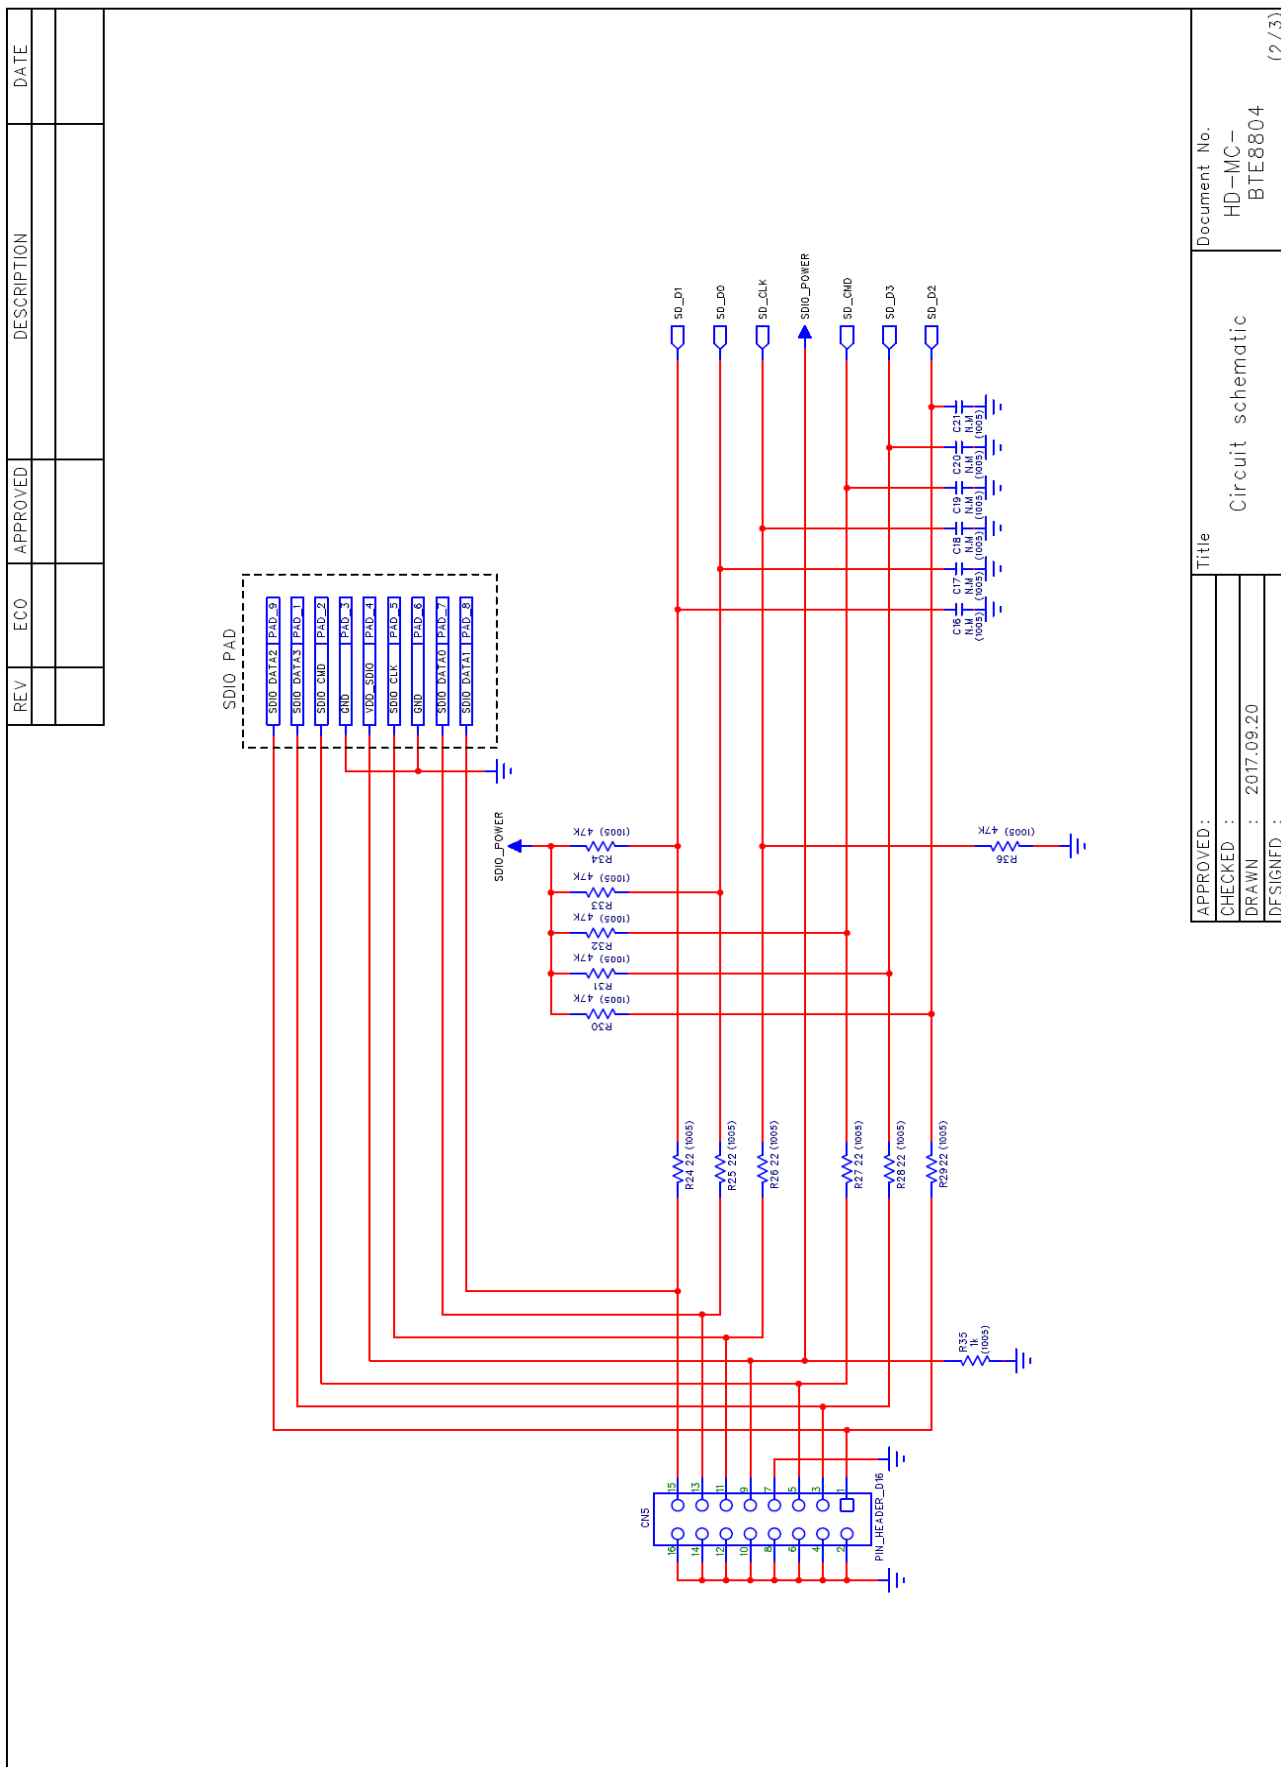 REV
ECO
APPROVED
DESCRIPTION
DATE
SDIO PAD
SDIO DATA2 PAD_9
SDIO DATA3 PAD_1
SDIO CMD PAD_2
GND PAD_3
VDD_SDIO PAD_4
SDIO CLK PAD_5
GND PAD_6
SDIO DATA0 PAD_7
SDIO DATA1 PAD_8
SDIO_POWER
R34
(1005) 47K
R33
(1005) 47K
R32
(1005) 47K
R31
(1005) 47K
R30
(1005) 47K
SD_D1
SD_D0
SD_CLK
SDIO_POWER
SD_CMD
SD_D3
SD_D2
R24 22 (1005)
R25 22 (1005)
R26 22 (1005)
R27 22 (1005)
R28 22 (1005)
R29 22 (1005)
C16
N.M
(1005)
C17
N.M
(1005)
C18
N.M
(1005)
C19
N.M
(1005)
C20
N.M
(1005)
C21
N.M
(1005)
R36
(1005) 47K
R35
1k
(1005)
CN5
15
13
11
9
7
5
3
1
16
14
12
10
8
6
4
2
PIN_HEADER_D16
APPROVED :
CHECKED :
DRAWN : 2017.09.20
DESIGNED :
Title
Circuit schematic
Document No.
HD-MC-
BTE8804
(2/3)